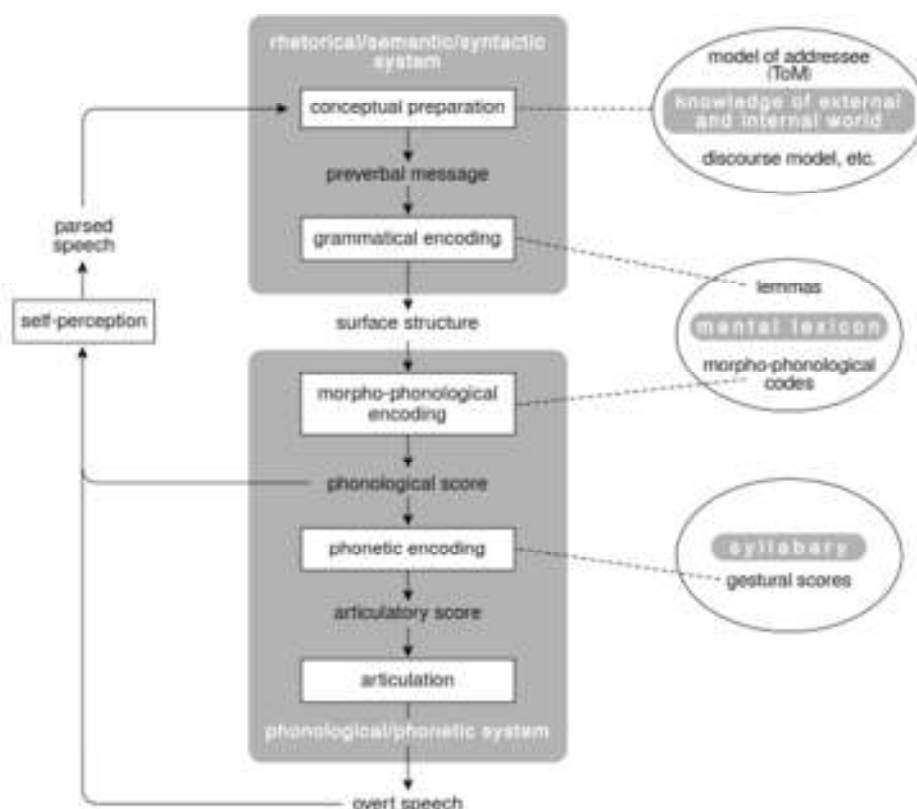 rhetorical/semantic/syntactic
system
conceptual preparation
preverbal message
grammatical encoding
surface structure
morpho-phonological
encoding
phonological score
phonetic encoding
articulatory score
articulation
phonological/phonetic system
overt speech
parsed
speech
self-perception
model of addressee
(ToM)
knowledge of external
and internal world
discourse model, etc.
lemmas
mental lexicon
morpho-phonological
codes
syllabary
gestural scores